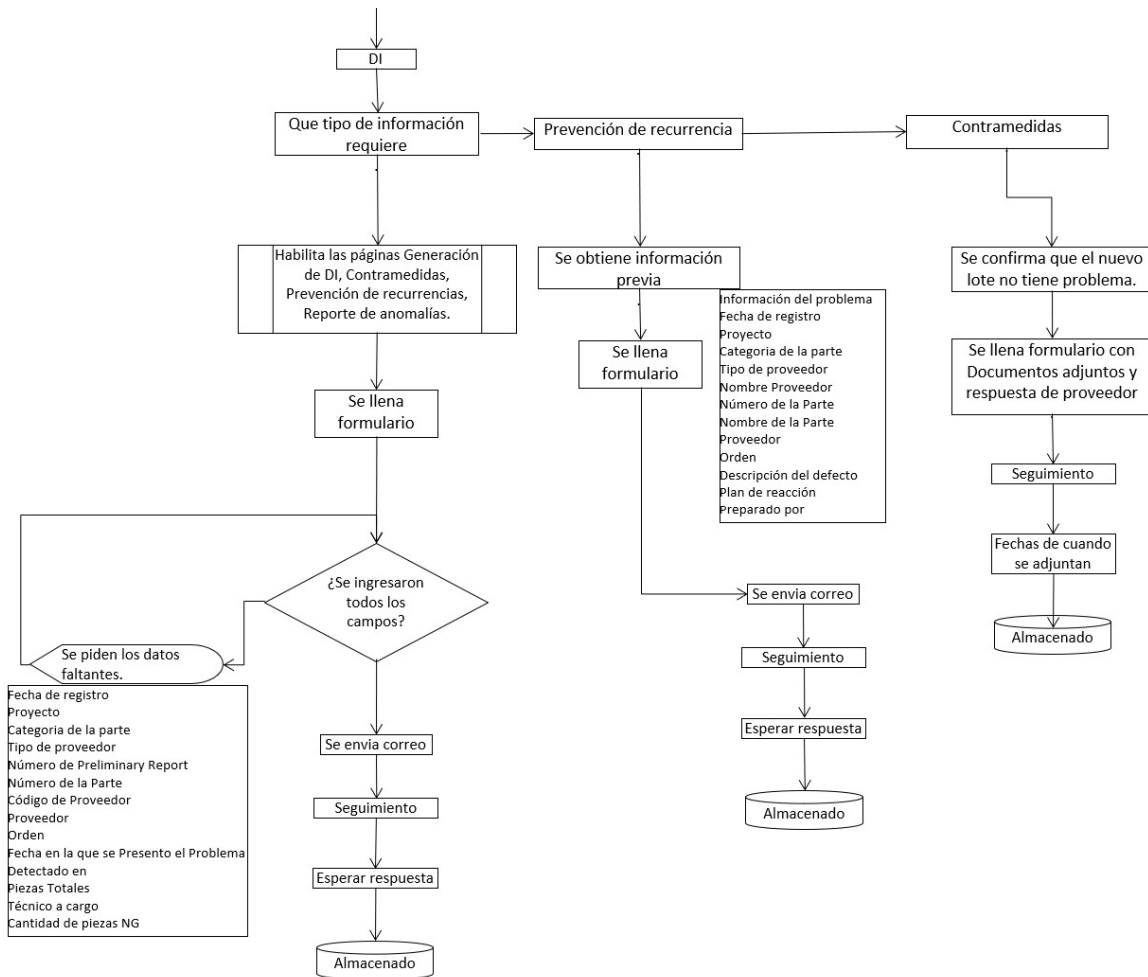 DI
Que tipo de información
requiere
Prevención de recurrencia
Contramedidas
Habilita las páginas Generación
de DI, Contramedidas,
Prevención de recurrencias,
Reporte de anomalías.
Se llena
formulario
¿Se ingresaron
todos los
campos?
Se piden los datos
faltantes.
Fecha de registro
Proyecto
Categoria de la parte
Tipo de proveedor
Número de Preliminary Report
Número de la Parte
Código de Proveedor
Proveedor
Orden
Fecha en la que se Presento el Problema
Detectado en
Piezas Totales
Técnico a cargo
Cantidad de piezas NG
Se envia correo
Seguimiento
Esperar respuesta
Almacenado
Se obtiene información
previa
Información del problema
Fecha de registro
Proyecto
Categoria de la parte
Tipo de proveedor
Nombre Proveedor
Número de la Parte
Nombre de la Parte
Proveedor
Orden
Descripción del defecto
Plan de reacción
Preparado por
Se llena
formulario
Se envia correo
Seguimiento
Esperar respuesta
Almacenado
Se confirma que el nuevo
lote no tiene problema.
Se llena formulario con
Documentos adjuntos y
respuesta de proveedor
Seguimiento
Fechas de cuando
se adjuntan
Almacenado